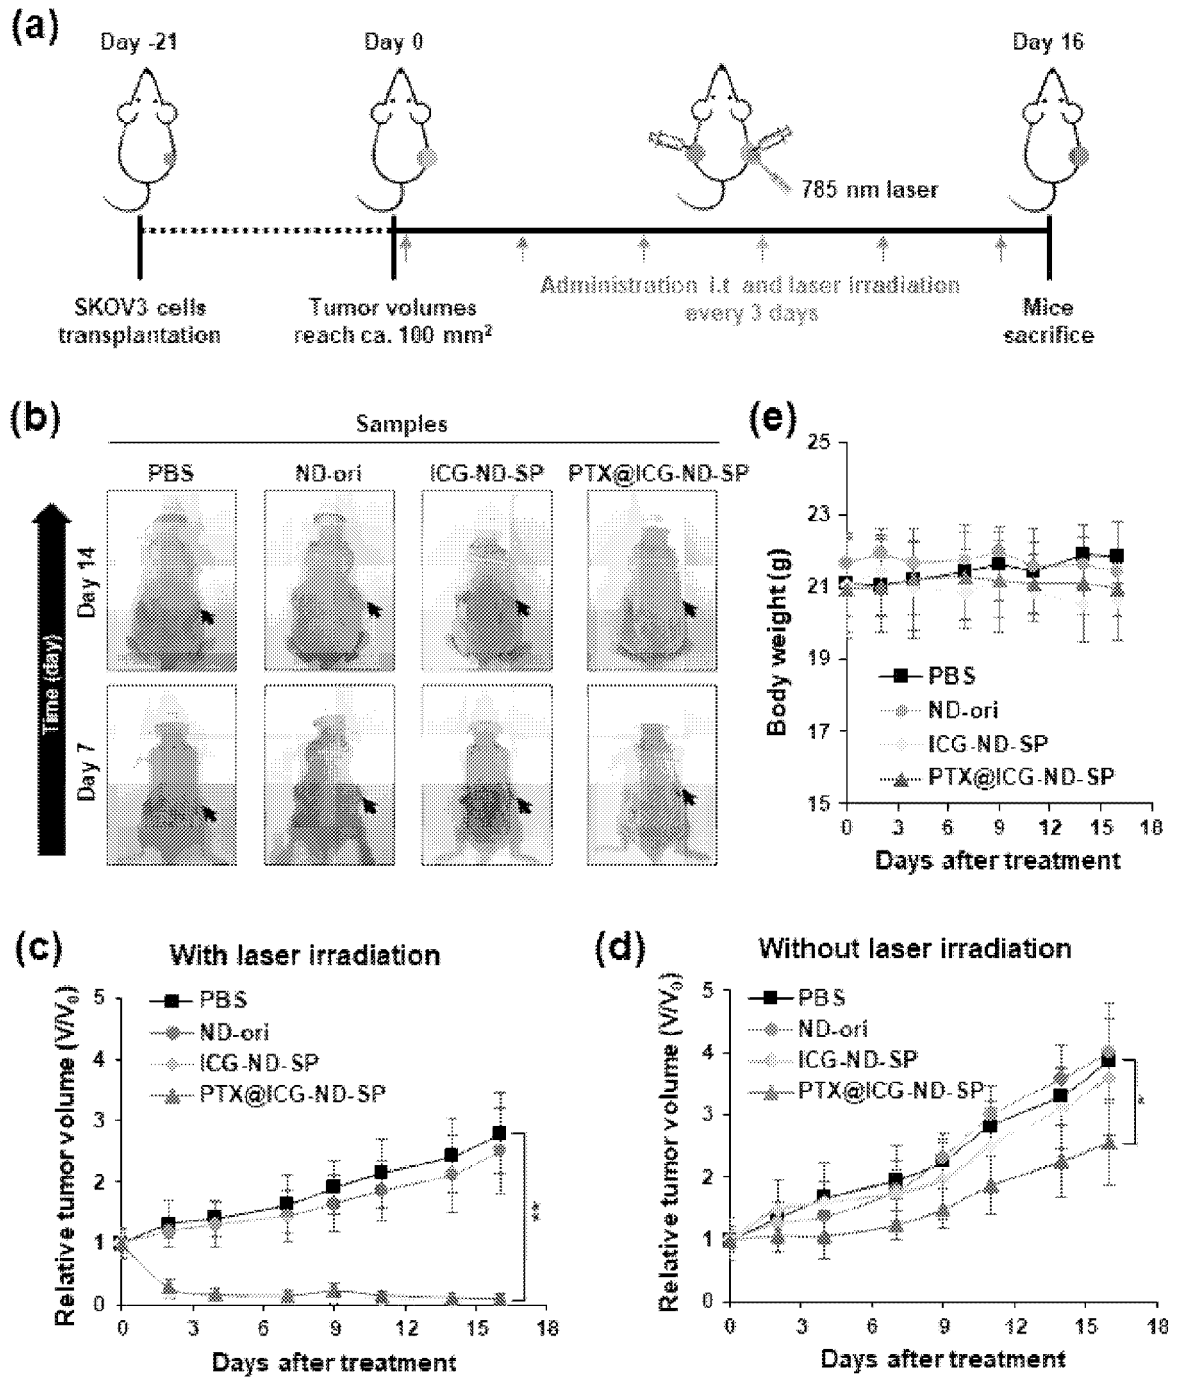 (a)
Day -21
Day 0
Day 16
785 nm laser
Administration i.t and laser irradiation
every 3 days
SKOV3 cells
transplantation
Tumor volumes
reach ca. 100 mm²
Mice
sacrifice
(b)
Samples
PBS
ND-ori
ICG-ND-SP
PTX@ICG-ND-SP
Time (day)
Day 14
Day 7
(e)
Body weight (g)
25
23
21
19
17
15
PBS
ND-ori
ICG-ND-SP
PTX@ICG-ND-SP
0 3 6 9 12 15 18
Days after treatment
(c)
With laser irradiation
Relative tumor volume (V/V₀)
5
4
3
2
1
0
PBS
ND-ori
ICG-ND-SP
PTX@ICG-ND-SP
**
0 3 6 9 12 15 18
Days after treatment
(d)
Without laser irradiation
Relative tumor volume (V/V₀)
5
4
3
2
1
0
PBS
ND-ori
ICG-ND-SP
PTX@ICG-ND-SP
*
0 3 6 9 12 15 18
Days after treatment